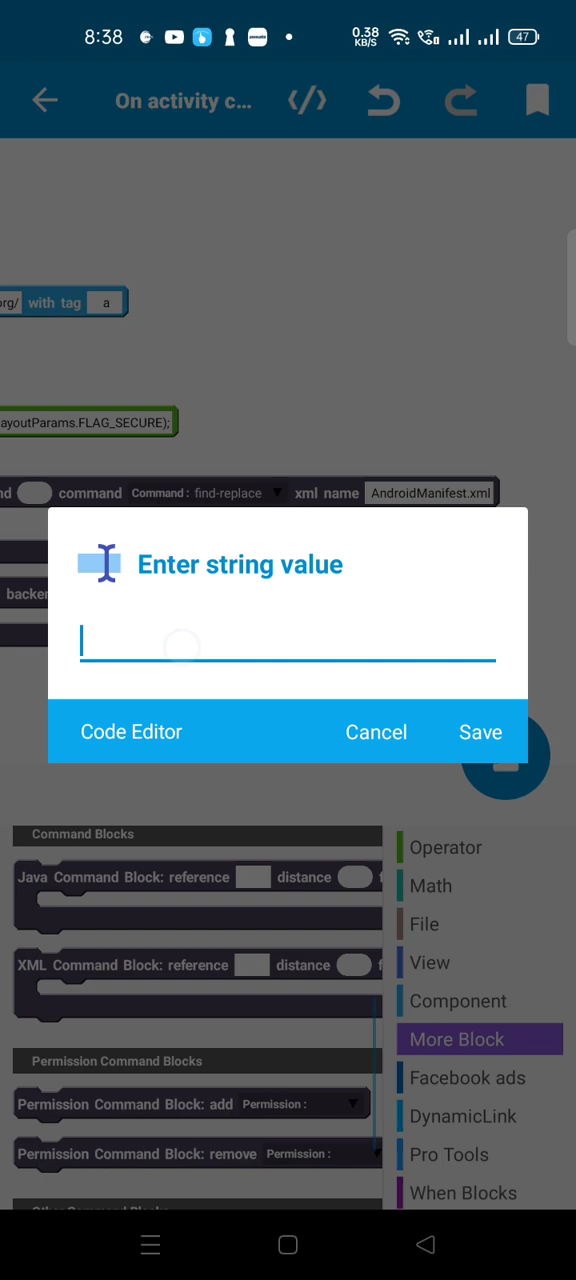 8:38
0.38
KB/S
47
On activity c...
org/ with tag a
ayoutParams.FLAG_SECURE);
nd command Command : find-replace xml name AndroidManifest.xml
backer
Enter string value
Code Editor Cancel Save
Command Blocks
Java Command Block: reference distance f
XML Command Block: reference distance f
Permission Command Blocks
Permission Command Block: add Permission :
Permission Command Block: remove Permission :
Other Command Blocks
Operator
Math
File
View
Component
More Block
Facebook ads
DynamicLink
Pro Tools
When Blocks